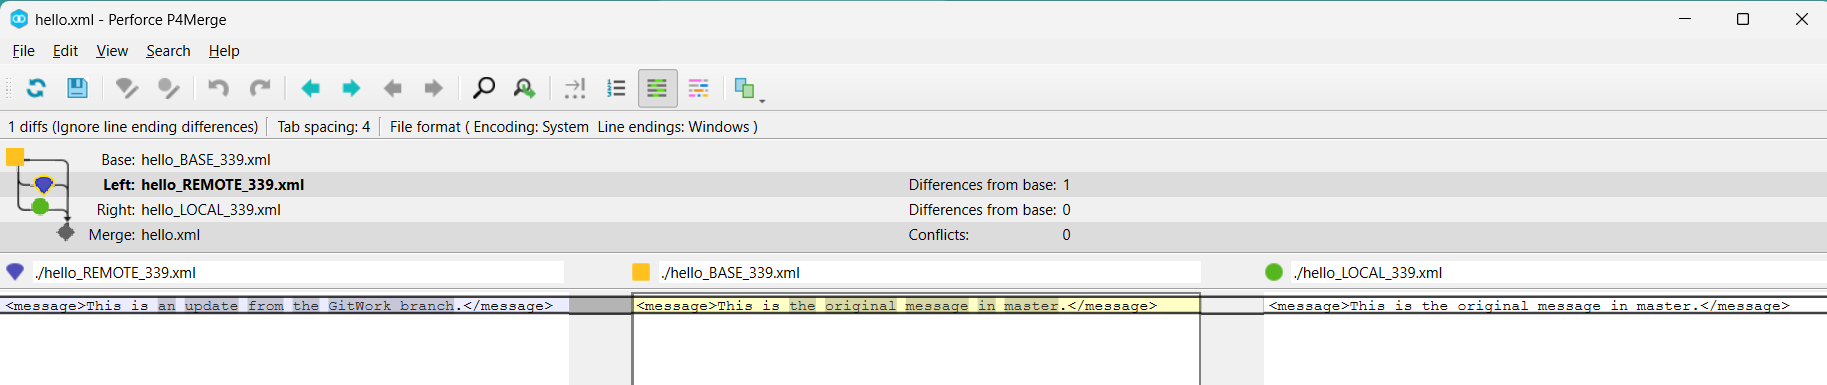 hello.xml - Perforce P4Merge
File Edit View Search Help
1 diffs (Ignore line ending differences) Tab spacing: 4 File format ( Encoding: System Line endings: Windows )
Base: hello_BASE_339.xml
Left: hello_REMOTE_339.xml Differences from base: 1
Right: hello_LOCAL_339.xml Differences from base: 0
Merge: hello.xml Conflicts: 0
./hello_REMOTE_339.xml ./hello_BASE_339.xml ./hello_LOCAL_339.xml
<message>This is an update from the GitWork branch.</message> <message>This is the original message in master.</message> <message>This is the original message in master.</message>